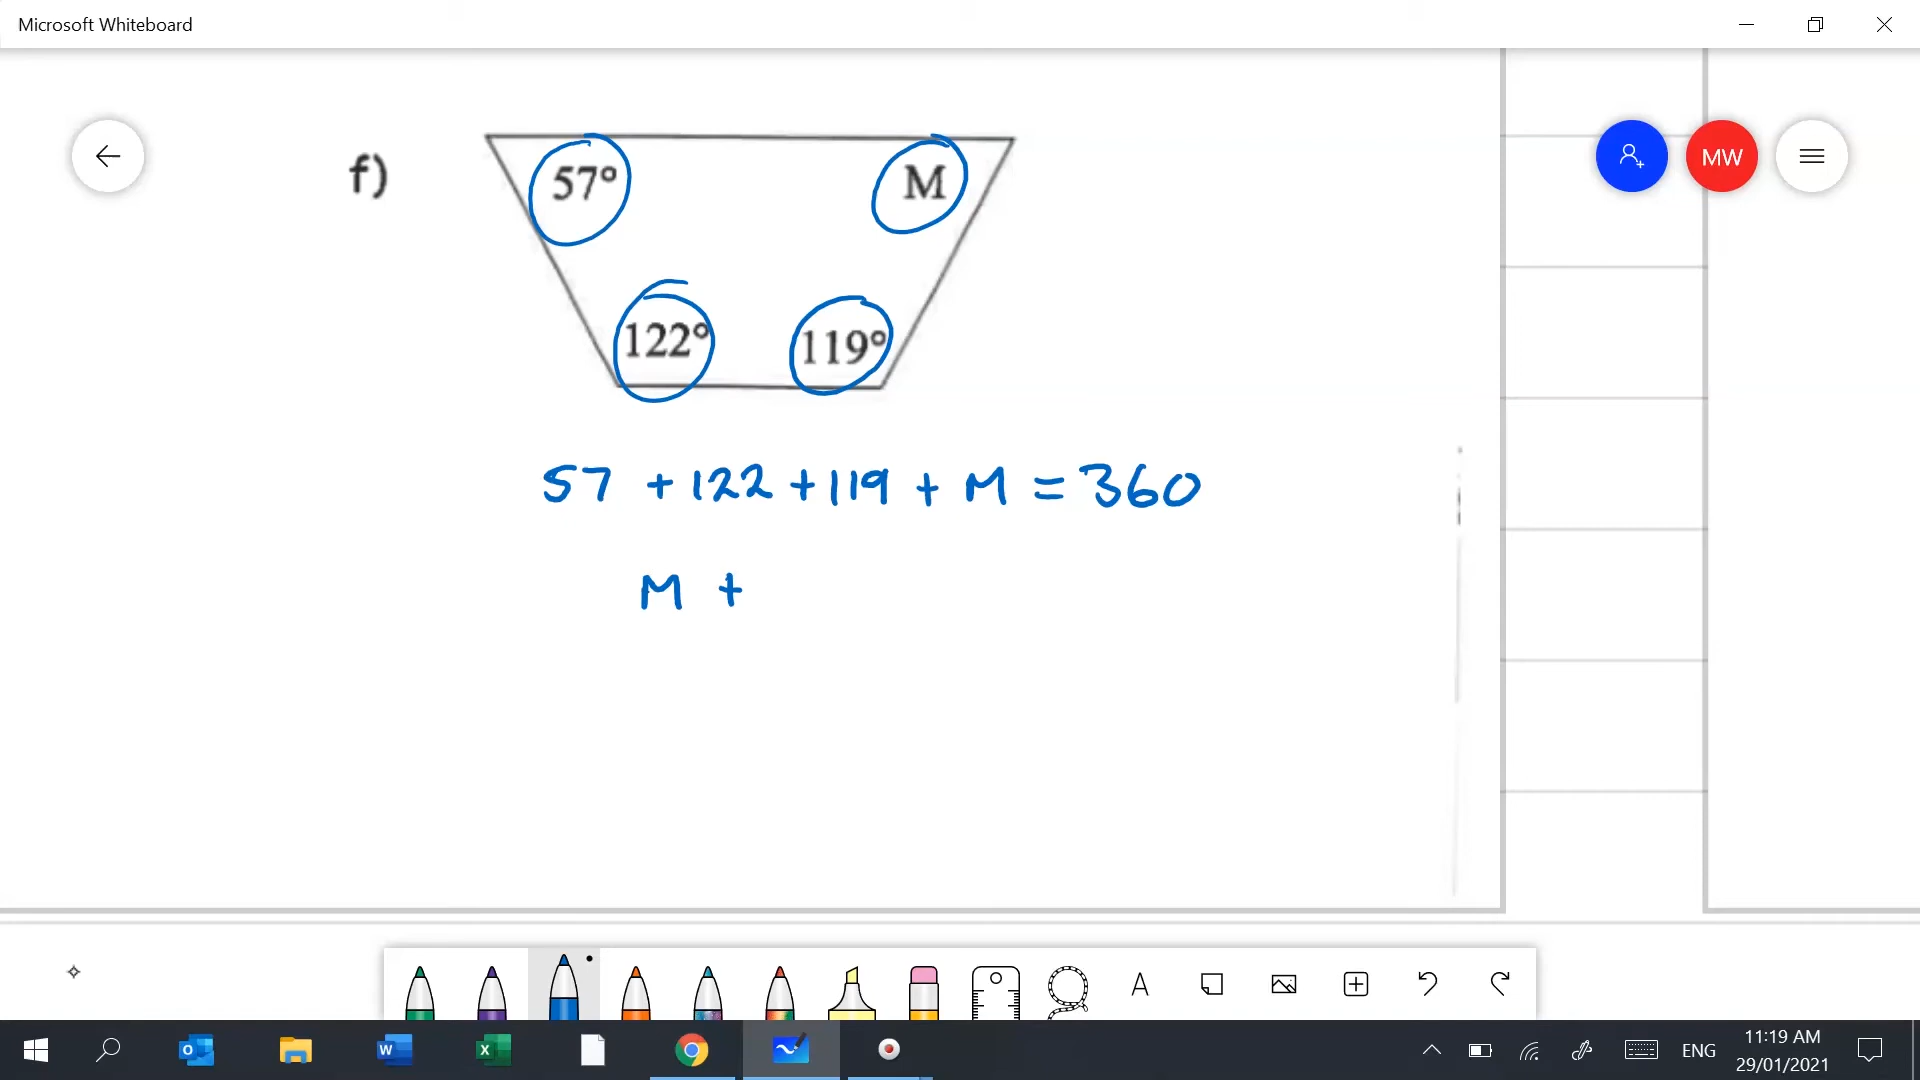 Microsoft Whiteboard
f)
57° M
122° 119°
MW
57 + 122 + 119 + M = 360
M +
A
ENG
11:19 AM
29/01/2021